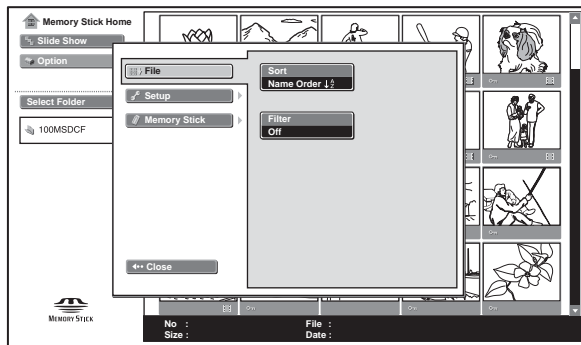 Memory Stick Home
Slide Show
Option
Select Folder
100MSDCF
File
Setup
Memory Stick
Close
Sort
Name Order
Filter
Off
MEMORY STICK
No :
File :
Size :
Date :